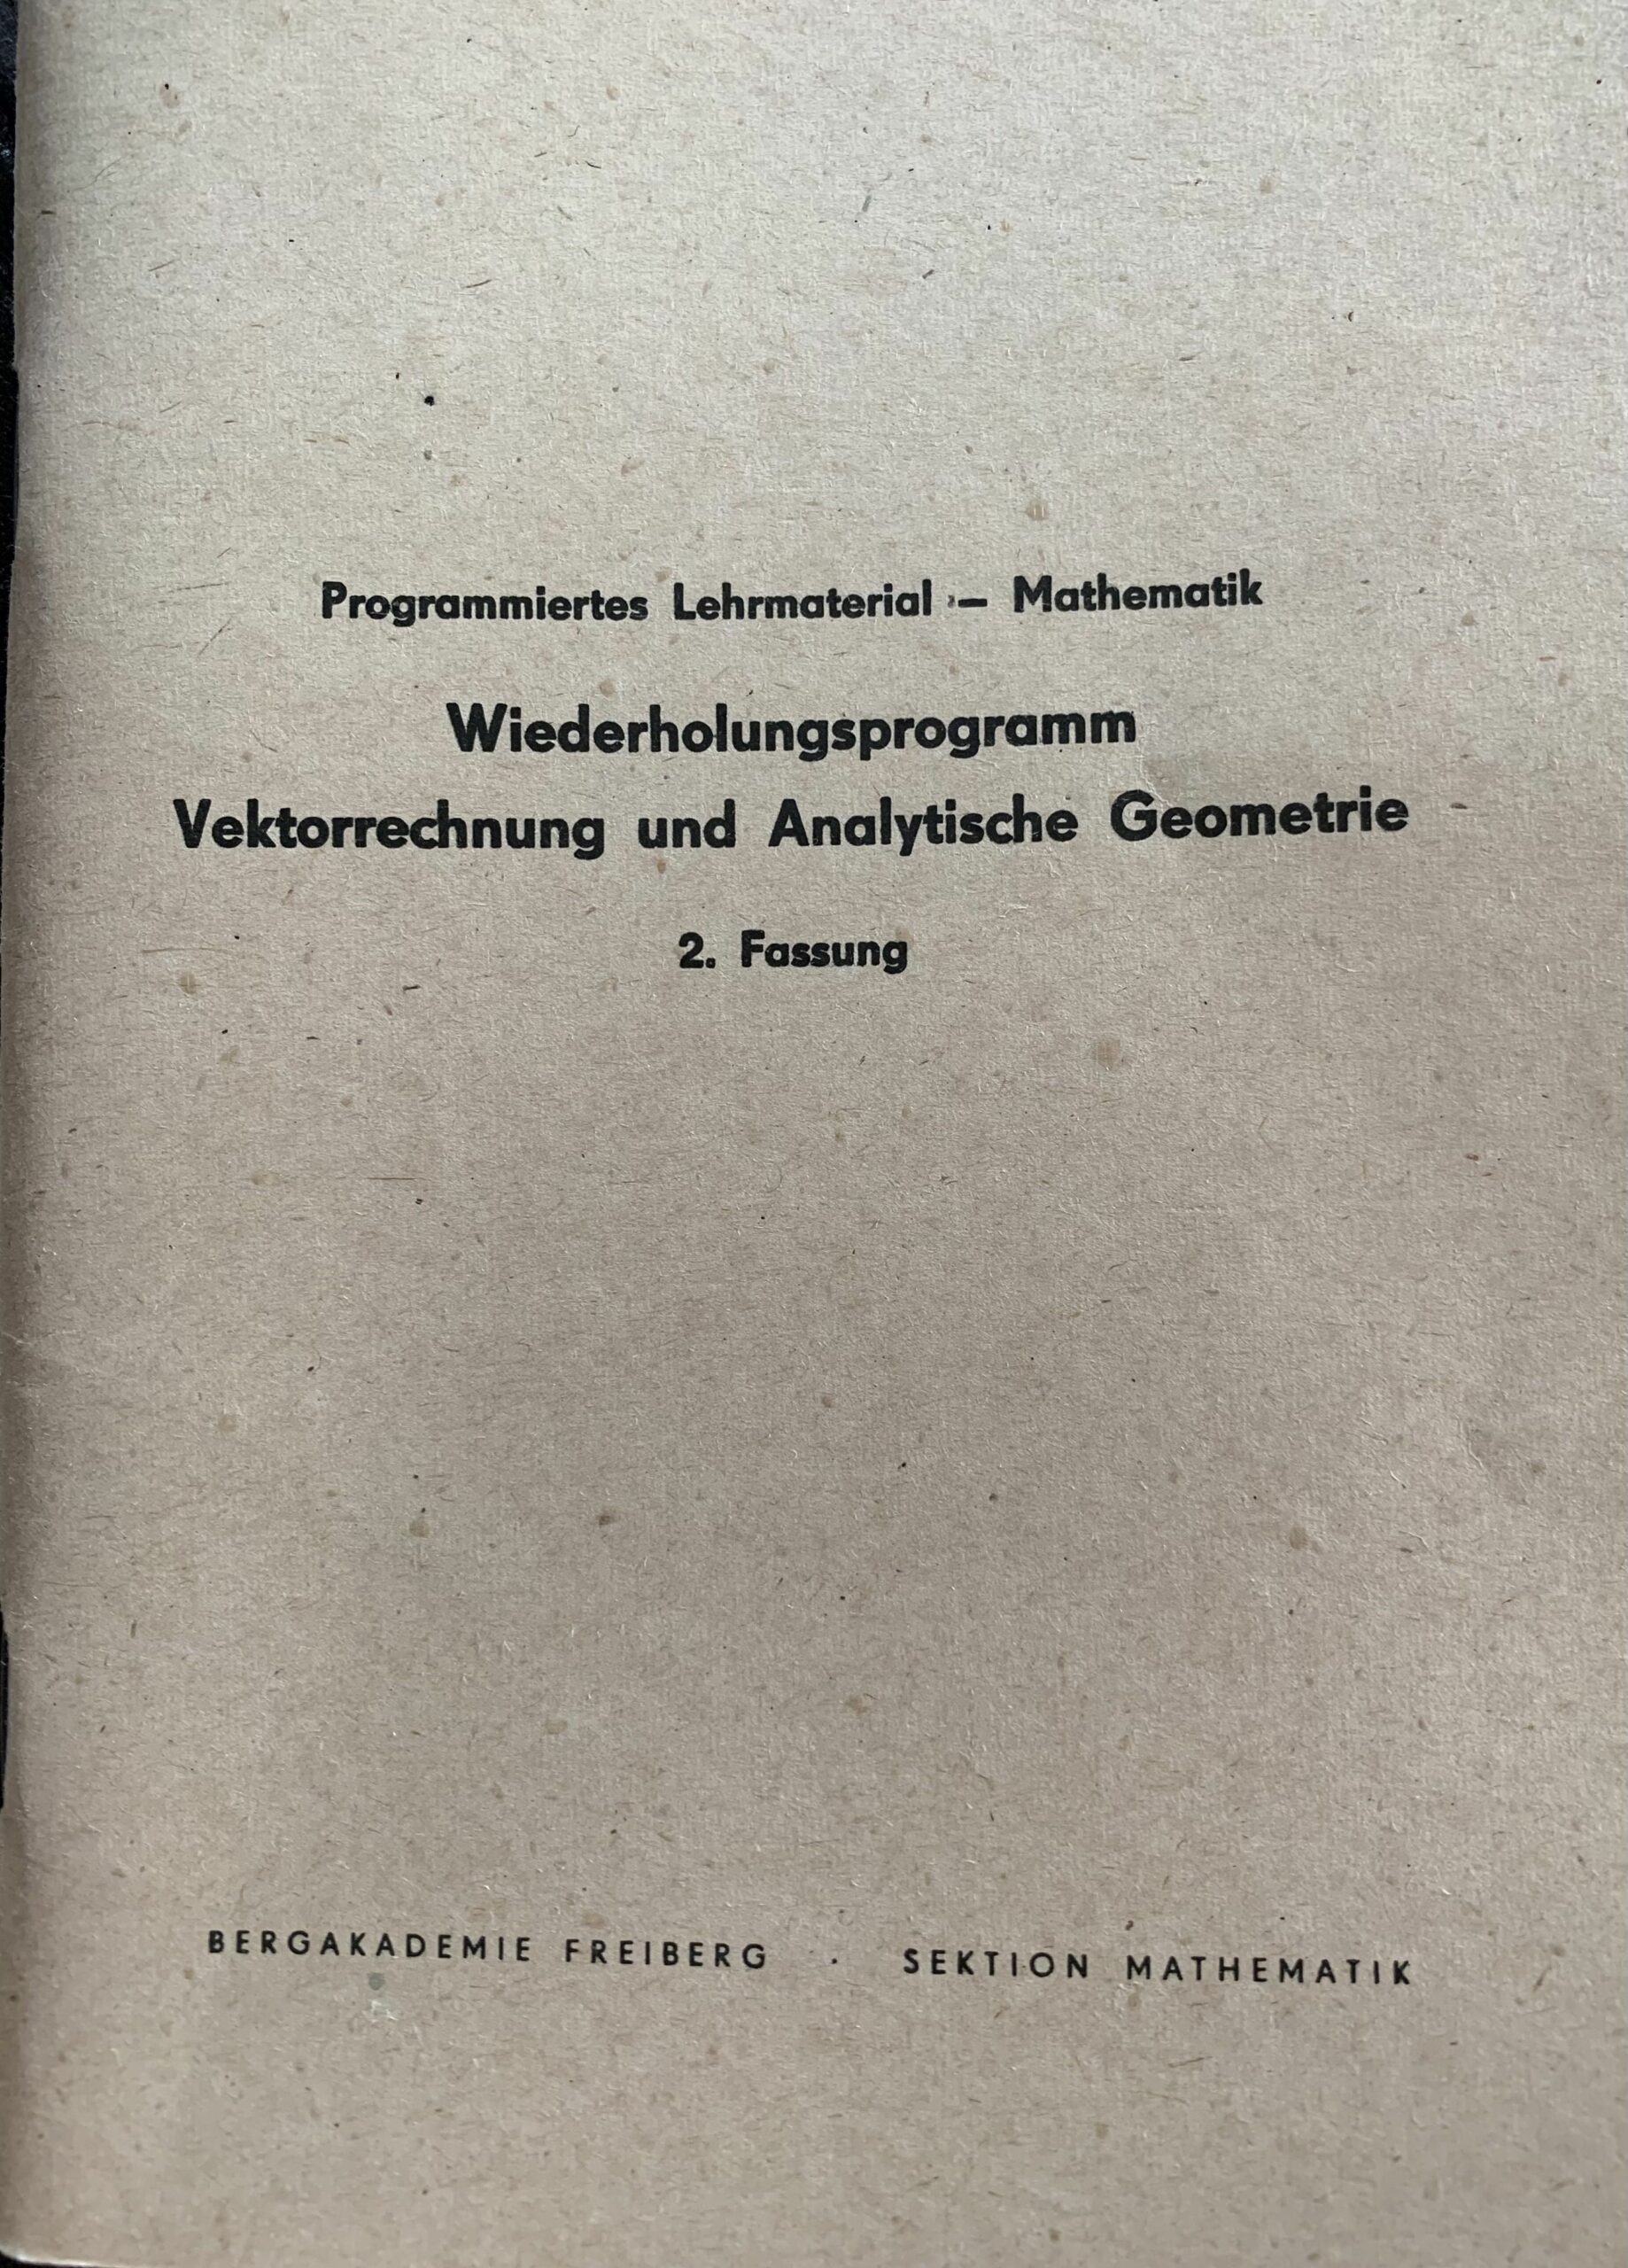 Programmiertes Lehrmaterial – Mathematik
Wiederholungsprogramm
Vektorrechnung und Analytische Geometrie
2. Fassung
BERGAKADEMIE FREIBERG · SEKTION MATHEMATIK